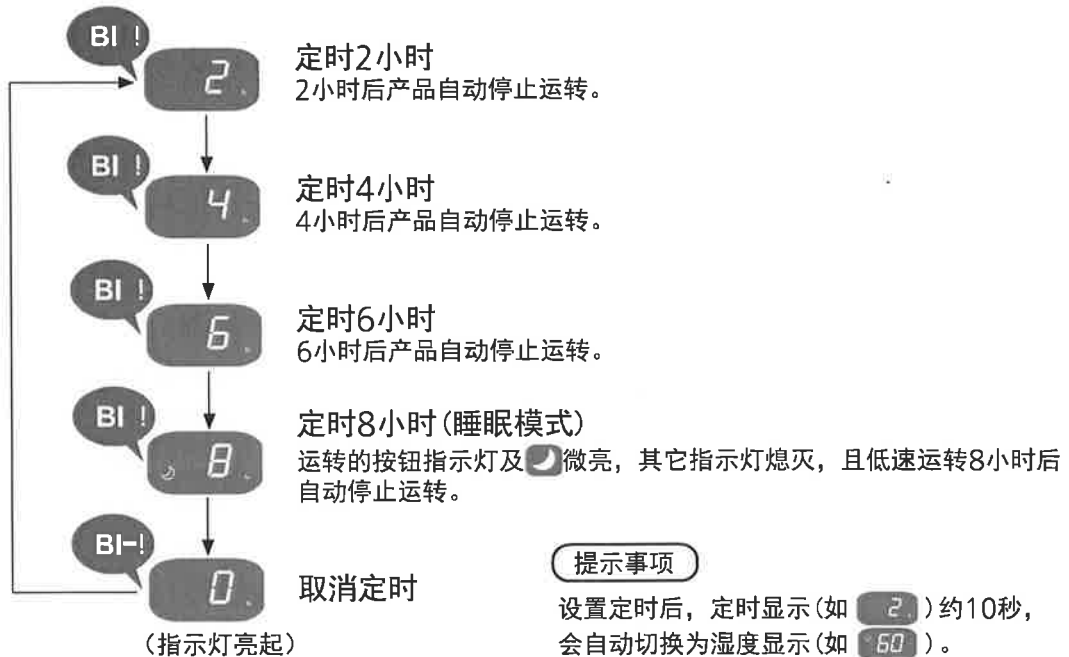 BI !
2
定时2小时
2小时后产品自动停止运转。
BI !
4
定时4小时
4小时后产品自动停止运转。
BI !
6
定时6小时
6小时后产品自动停止运转。
BI !
8
定时8小时(睡眠模式)
运转的按钮指示灯及微亮，其它指示灯熄灭，且低速运转8小时后
自动停止运转。
BI-!
0
取消定时
(指示灯亮起)
提示事项
设置定时后，定时显示(如 2 )约10秒，
会自动切换为湿度显示(如 60 )。